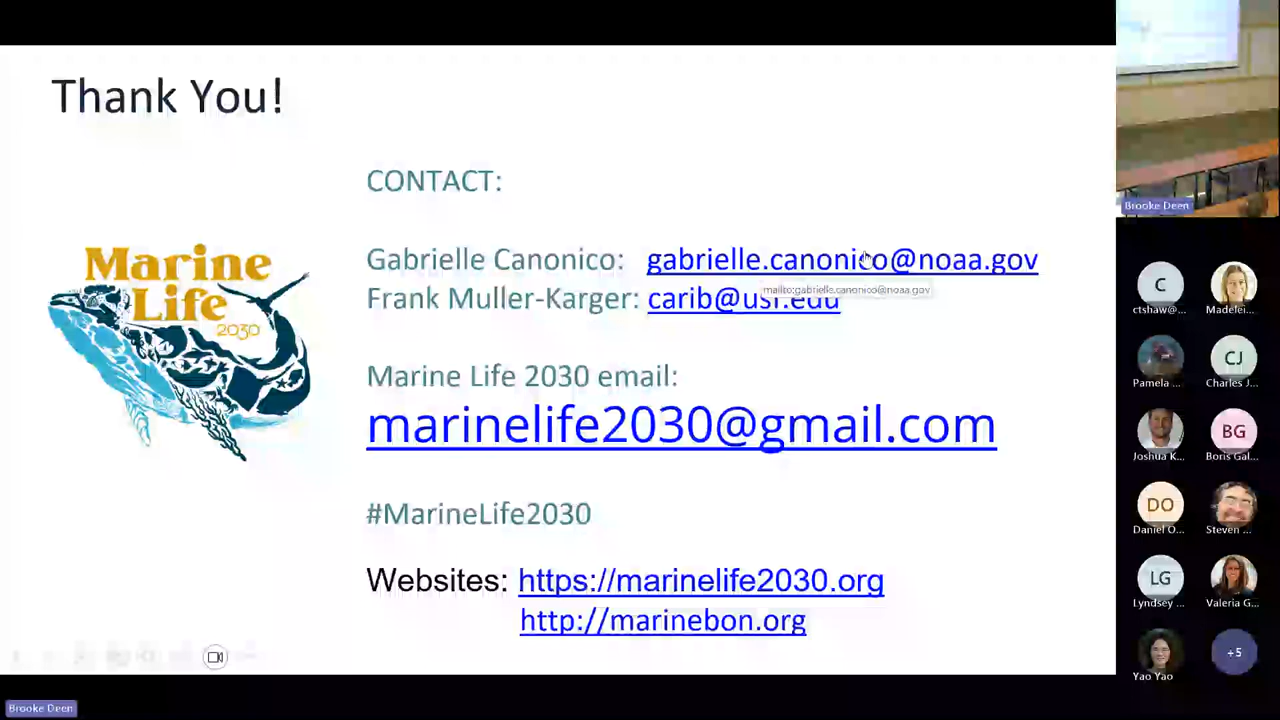 Thank You!
CONTACT:
Gabrielle Canonico: gabrielle.canonico@noaa.gov
mailto:gabrielle.canonico@noaa.gov
Frank Muller-Karger: carib@usf.edu
Marine Life 2030 email:
marinelife2030@gmail.com
#MarineLife2030
Websites: https://marinelife2030.org
http://marinebon.org
Marine
Life
2030
Brooke Deen
C
ctshaw@...
Madelei...
Pamela ...
CJ
Charles J...
Joshua K...
BG
Boris Gal...
DO
Daniel O...
Steven ...
LG
Lyndsey ...
Valeria G...
Yao Yao
+5
Brooke Deen